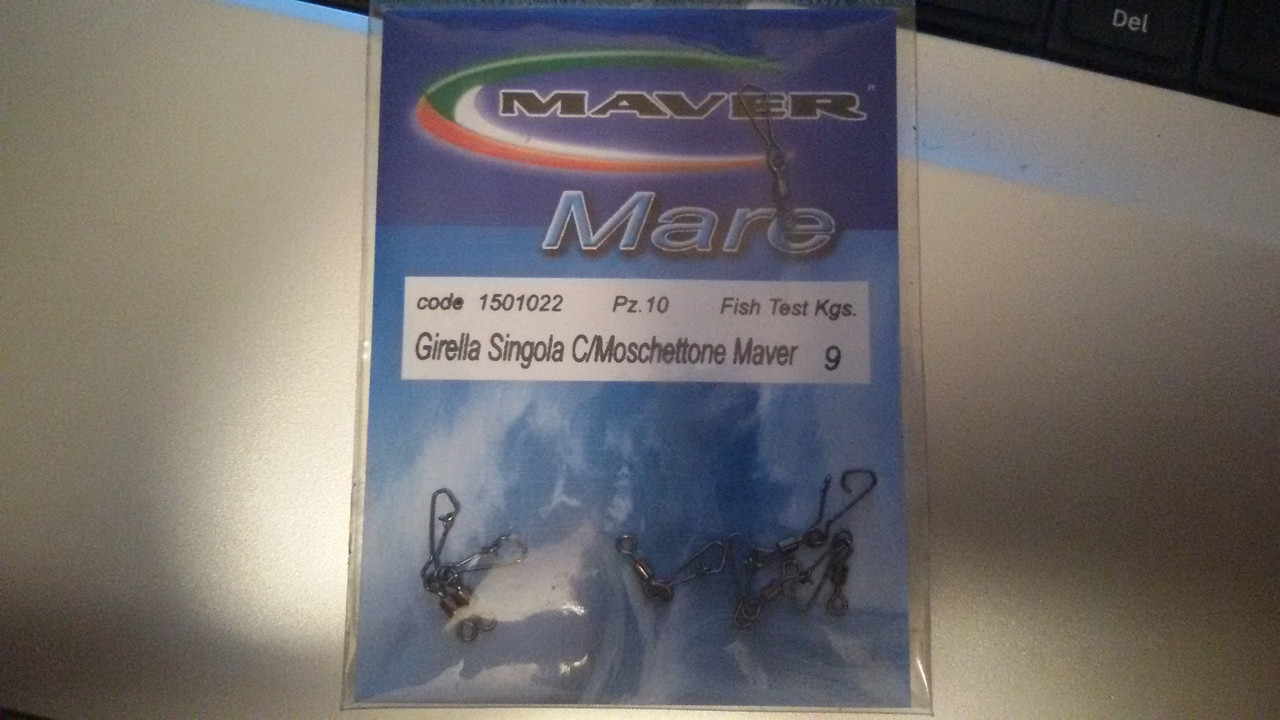 Del
MAVER
Mare
code 1501022 Pz.10 Fish Test Kgs.
Girella Singola C/Moschettone Maver 9